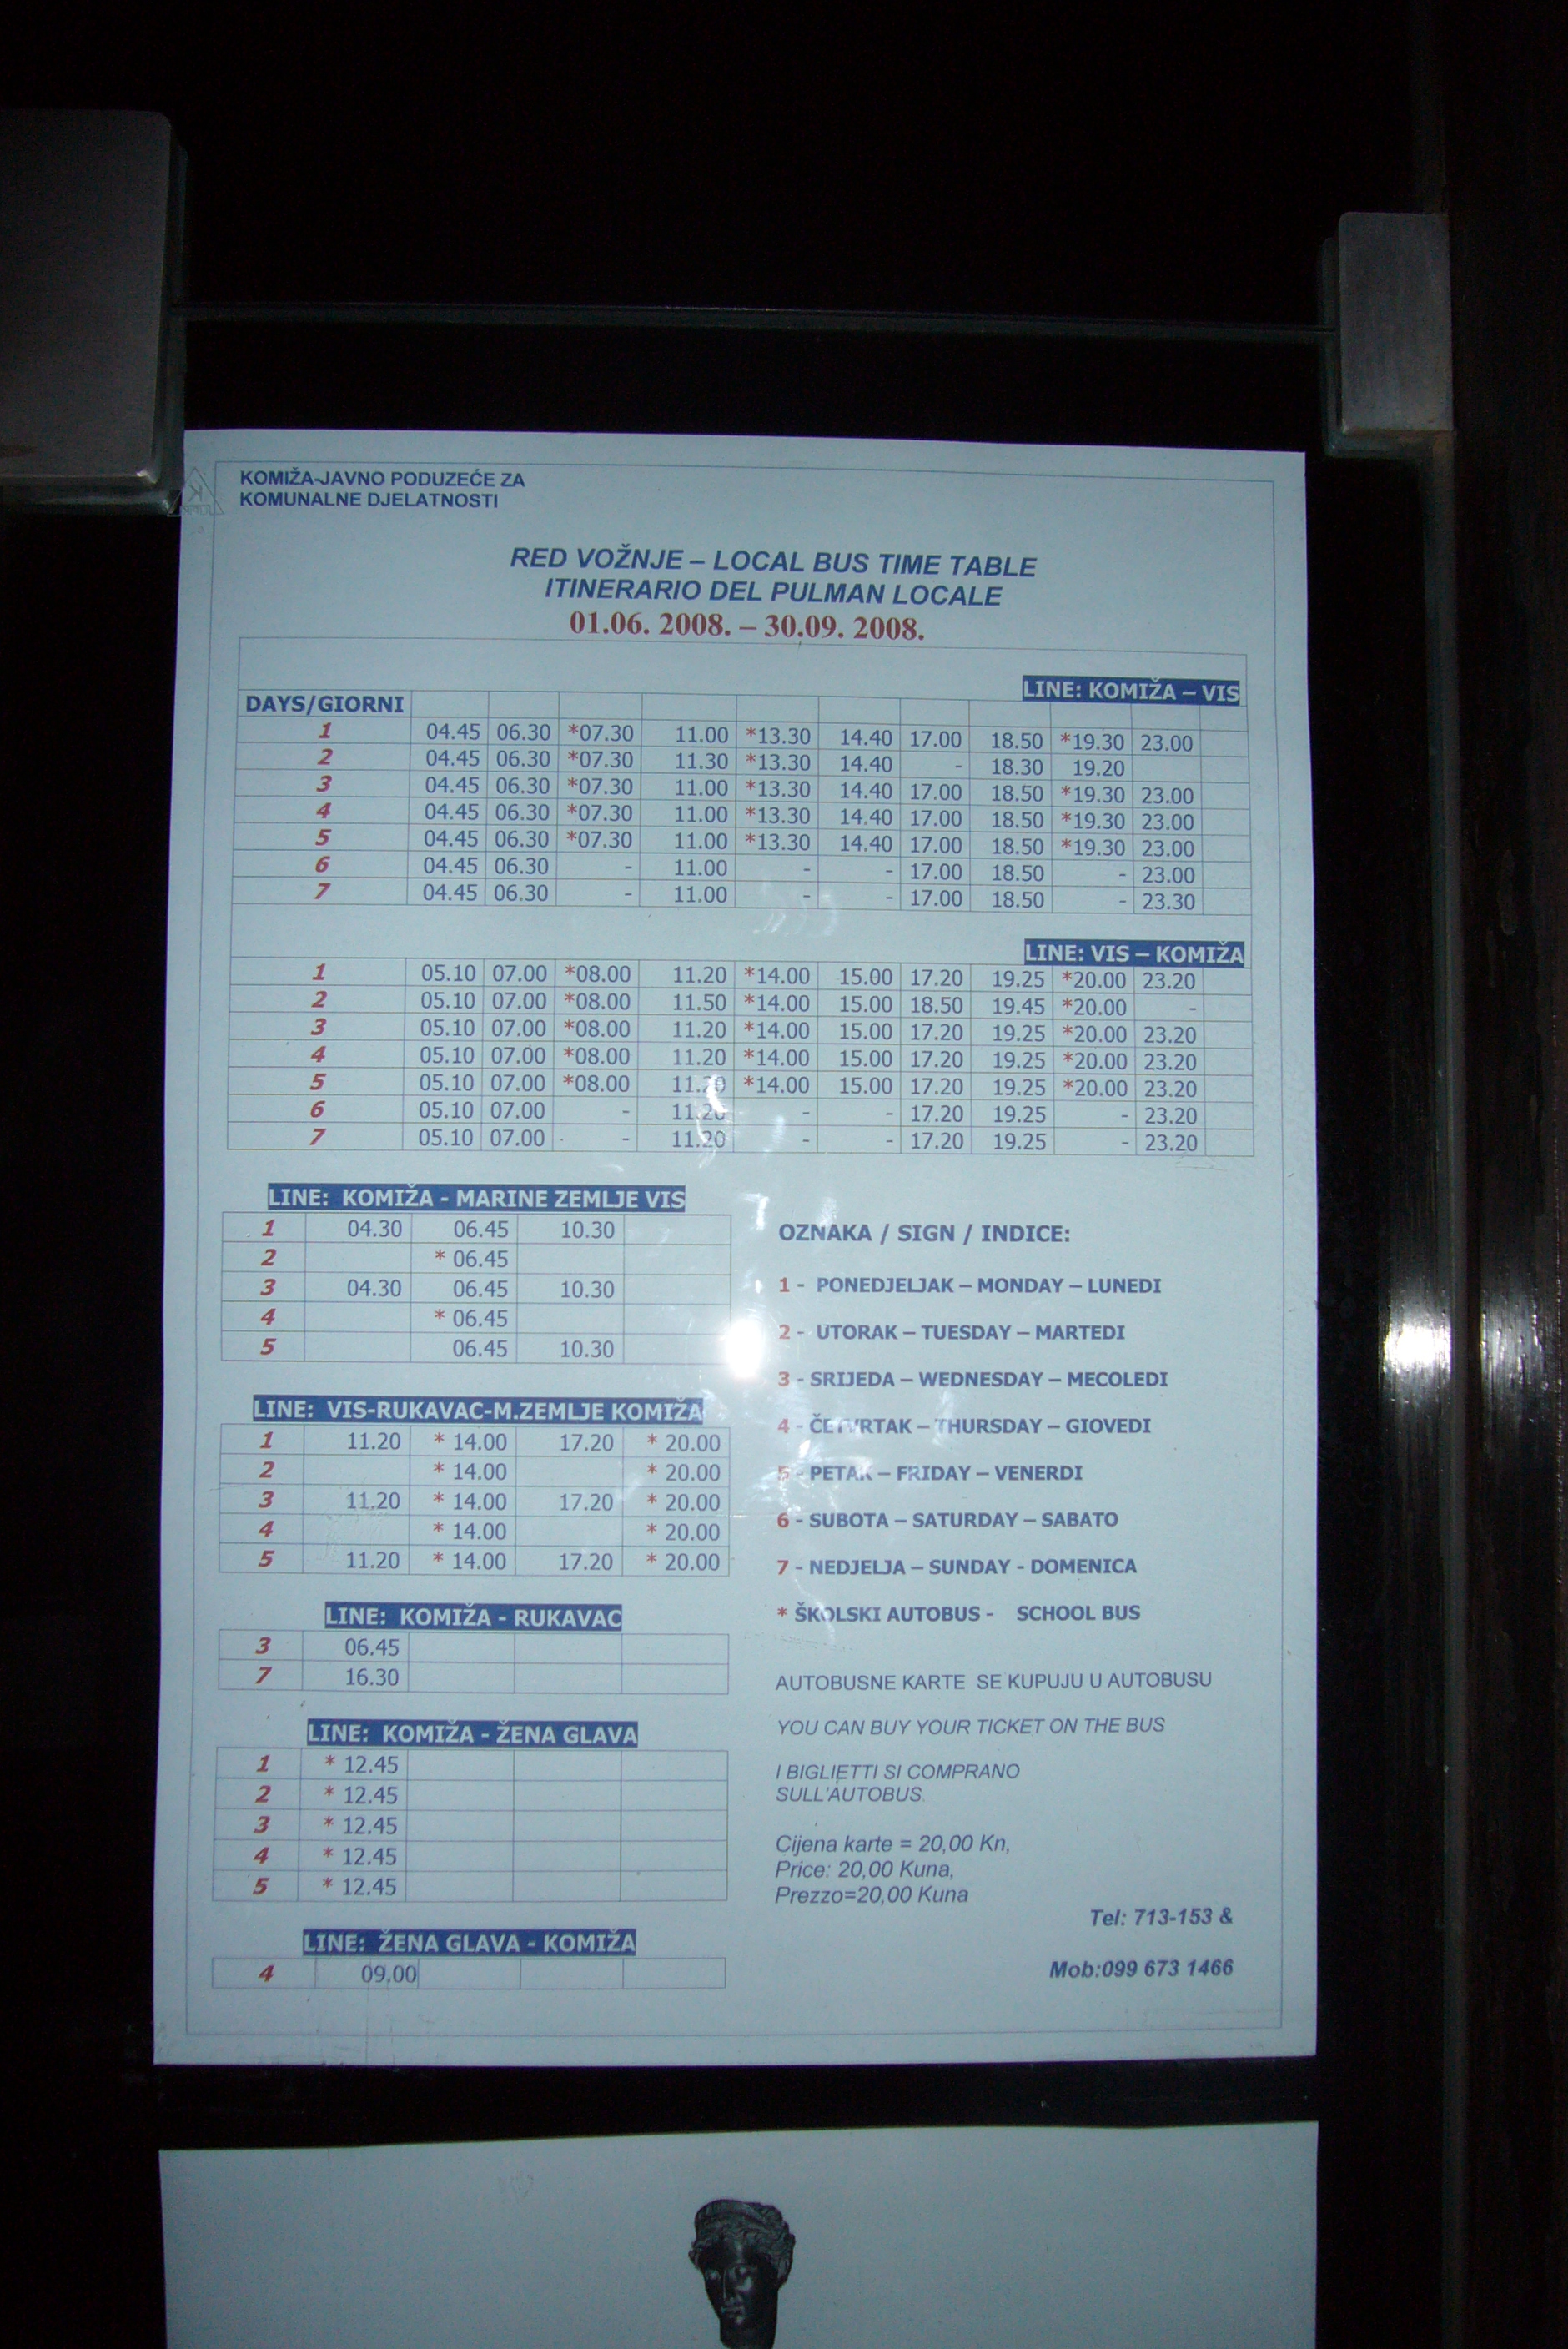 KOMIŽA-JAVNO PODUZEĆE ZA
KOMUNALNE DJELATNOSTI
RED VOŽNJE – LOCAL BUS TIME TABLE
ITINERARIO DEL PULMAN LOCALE
01.06. 2008. – 30.09. 2008.
LINE: KOMIŽA – VIS
DAYS/GIORNI
1 04.45 06.30 *07.30 11.00 *13.30 14.40 17.00 18.50 *19.30 23.00
2 04.45 06.30 *07.30 11.30 *13.30 14.40 - 18.30 19.20
3 04.45 06.30 *07.30 11.00 *13.30 14.40 17.00 18.50 *19.30 23.00
4 04.45 06.30 *07.30 11.00 *13.30 14.40 17.00 18.50 *19.30 23.00
5 04.45 06.30 *07.30 11.00 *13.30 14.40 17.00 18.50 *19.30 23.00
6 04.45 06.30 - 11.00 - - 17.00 18.50 - 23.00
7 04.45 06.30 - 11.00 - - 17.00 18.50 - 23.30
LINE: VIS – KOMIŽA
1 05.10 07.00 *08.00 11.20 *14.00 15.00 17.20 19.25 *20.00 23.20
2 05.10 07.00 *08.00 11.50 *14.00 15.00 18.50 19.45 *20.00 -
3 05.10 07.00 *08.00 11.20 *14.00 15.00 17.20 19.25 *20.00 23.20
4 05.10 07.00 *08.00 11.20 *14.00 15.00 17.20 19.25 *20.00 23.20
5 05.10 07.00 *08.00 11.20 *14.00 15.00 17.20 19.25 *20.00 23.20
6 05.10 07.00 - 11.20 - - 17.20 19.25 - 23.20
7 05.10 07.00 - 11.20 - - 17.20 19.25 - 23.20
LINE: KOMIŽA - MARINE ZEMLJE VIS
1 04.30 06.45 10.30
2 * 06.45
3 04.30 06.45 10.30
4 * 06.45
5 06.45 10.30
LINE: VIS-RUKAVAC-M.ZEMLJE KOMIŽA
1 11.20 * 14.00 17.20 * 20.00
2 * 14.00 * 20.00
3 11.20 * 14.00 17.20 * 20.00
4 * 14.00 * 20.00
5 11.20 * 14.00 17.20 * 20.00
LINE: KOMIŽA - RUKAVAC
3 06.45
7 16.30
LINE: KOMIŽA - ŽENA GLAVA
1 * 12.45
2 * 12.45
3 * 12.45
4 * 12.45
5 * 12.45
LINE: ŽENA GLAVA - KOMIŽA
4 09.00
OZNAKA / SIGN / INDICE:
1 - PONEDJELJAK – MONDAY – LUNEDI
2 - UTORAK – TUESDAY – MARTEDI
3 - SRIJEDA – WEDNESDAY – MECOLEDI
4 - ČETVRTAK – THURSDAY – GIOVEDI
5 - PETAK – FRIDAY – VENERDI
6 - SUBOTA – SATURDAY – SABATO
7 - NEDJELJA – SUNDAY - DOMENICA
* ŠKOLSKI AUTOBUS - SCHOOL BUS
AUTOBUSNE KARTE SE KUPUJU U AUTOBUSU
YOU CAN BUY YOUR TICKET ON THE BUS
I BIGLIETTI SI COMPRANO
SULL'AUTOBUS.
Cijena karte = 20,00 Kn,
Price: 20,00 Kuna,
Prezzo=20,00 Kuna
Tel: 713-153 &
Mob:099 673 1466